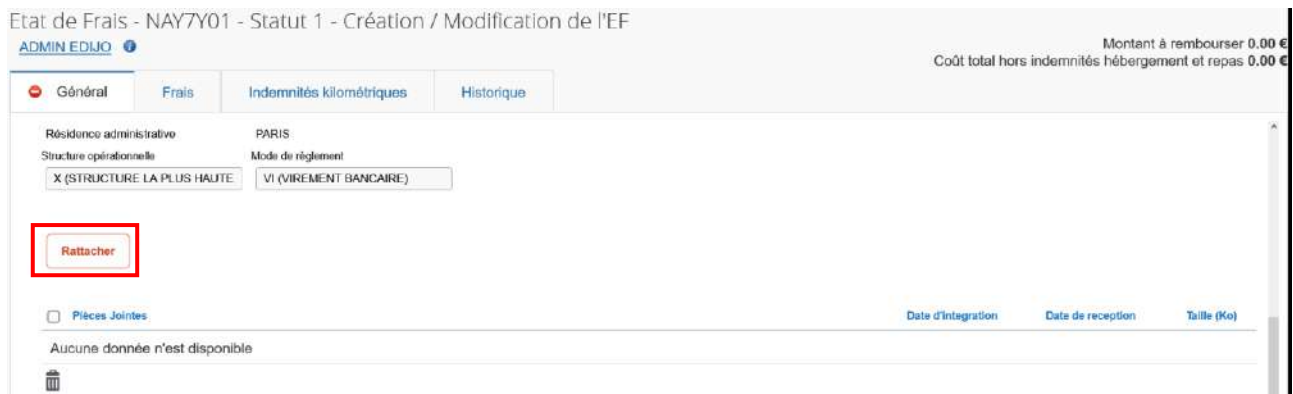 Etat de Frais - NAY7Y01 - Statut 1 - Création / Modification de l'EF
ADMIN EDIJO
Montant à rembourser 0.00 €
Coût total hors indemnités hébergement et repas 0.00 €
Général Frais Indemnités kilométriques Historique
Résidence administrative PARIS
Structure opérationnelle Mode de règlement
X (STRUCTURE LA PLUS HAUTE VI (VIREMENT BANCAIRE)
Rattacher
Pièces Jointes Date d'integration Date de reception Taille (Ko)
Aucune donnée n'est disponible